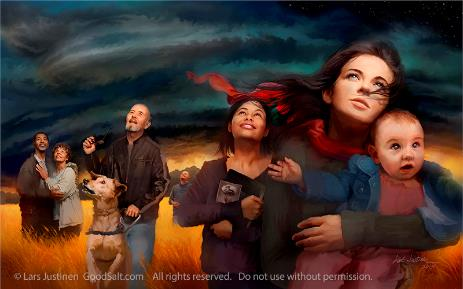 © Lars Justinen GoodSalt.com All rights reserved. Do not use without permission.